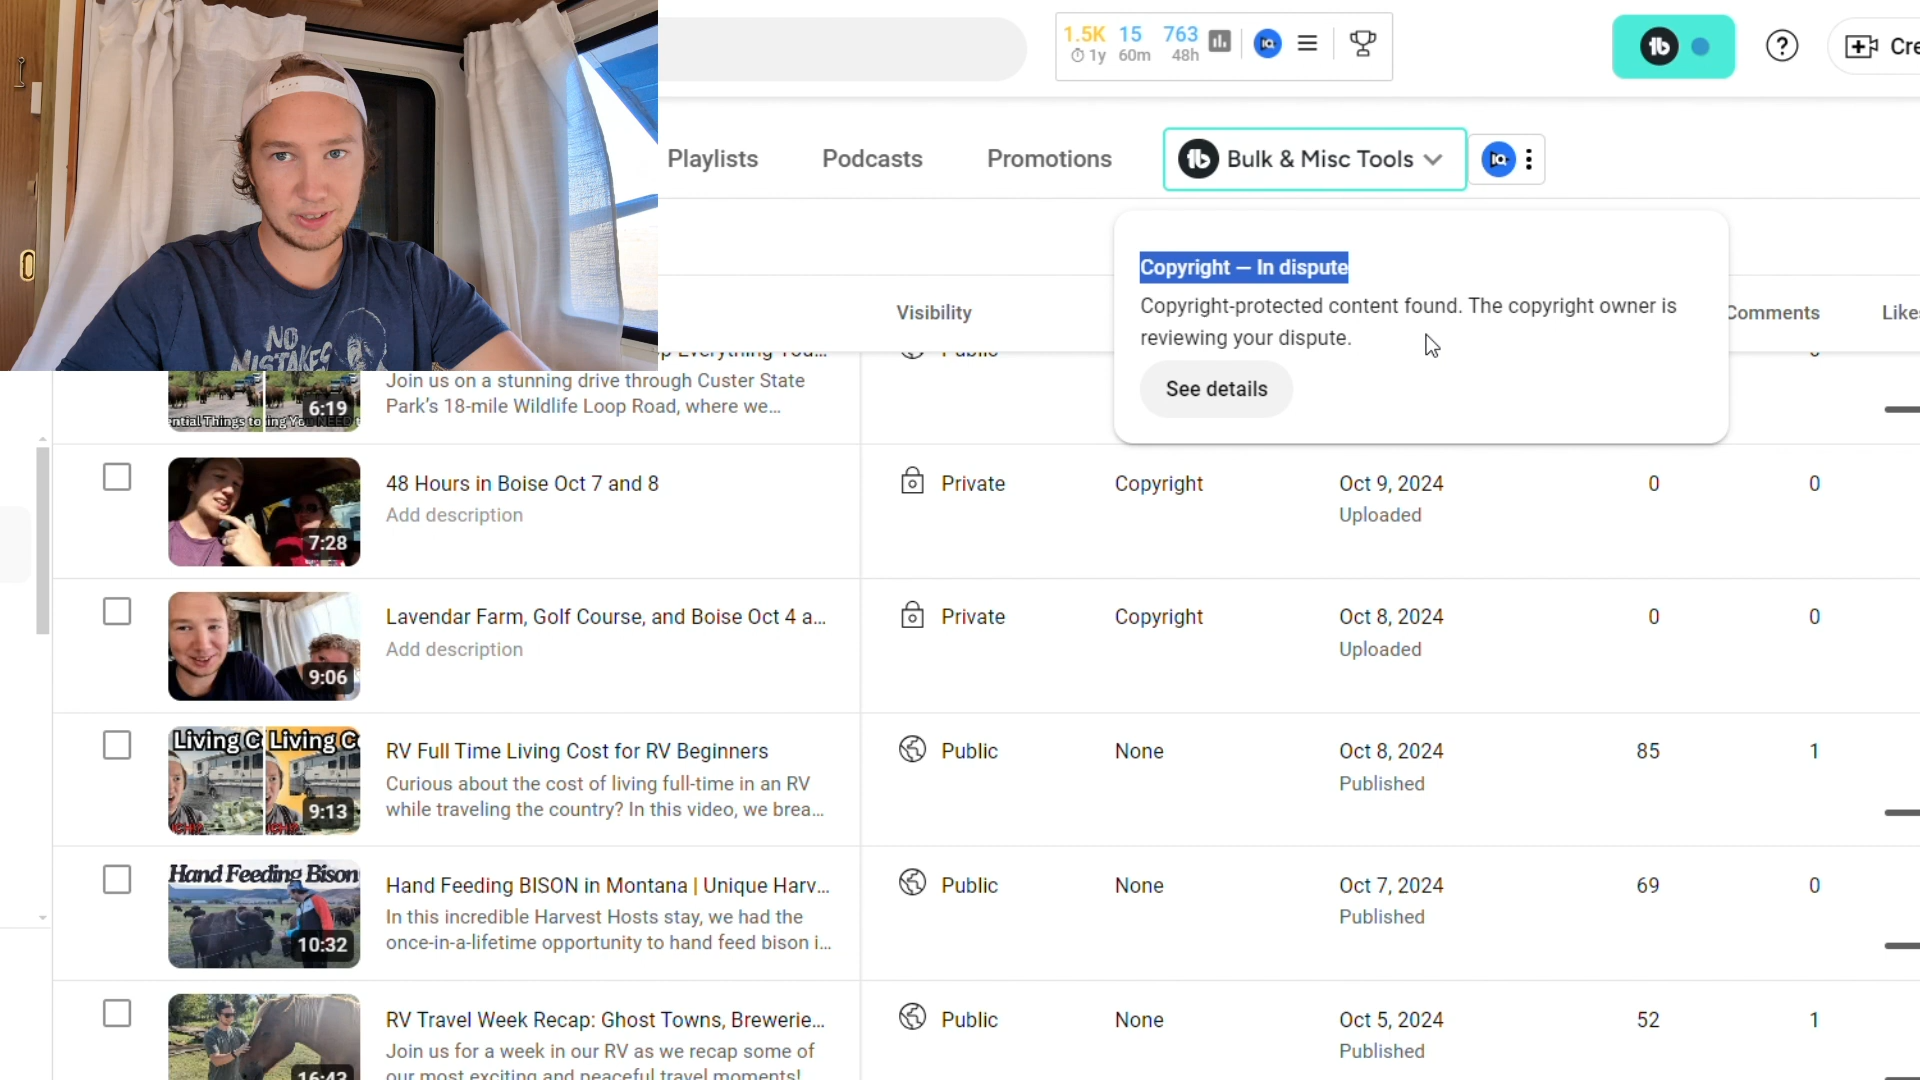 1.5K 15 763
1y 60m 48h
Playlists Podcasts Promotions Bulk & Misc Tools
Copyright – In dispute
Copyright-protected content found. The copyright owner is
reviewing your dispute.
See details
Visibility Comments
NO
MISTAKES
Join us on a stunning drive through Custer State
Park's 18-mile Wildlife Loop Road, where we...
6:19
48 Hours in Boise Oct 7 and 8 Private Copyright Oct 9, 2024 0 0
Add description Uploaded
7:28
Lavendar Farm, Golf Course, and Boise Oct 4 a... Private Copyright Oct 8, 2024 0 0
Add description Uploaded
9:06
RV Full Time Living Cost for RV Beginners Public None Oct 8, 2024 85 1
Curious about the cost of living full-time in an RV Published
while traveling the country? In this video, we brea...
Living C Living C
9:13
Hand Feeding Bison
Hand Feeding BISON in Montana | Unique Harv... Public None Oct 7, 2024 69 0
In this incredible Harvest Hosts stay, we had the Published
once-in-a-lifetime opportunity to hand feed bison i...
10:32
RV Travel Week Recap: Ghost Towns, Brewerie... Public None Oct 5, 2024 52 1
Join us for a week in our RV as we recap some of Published
our most exciting and peaceful travel moments!
16:43